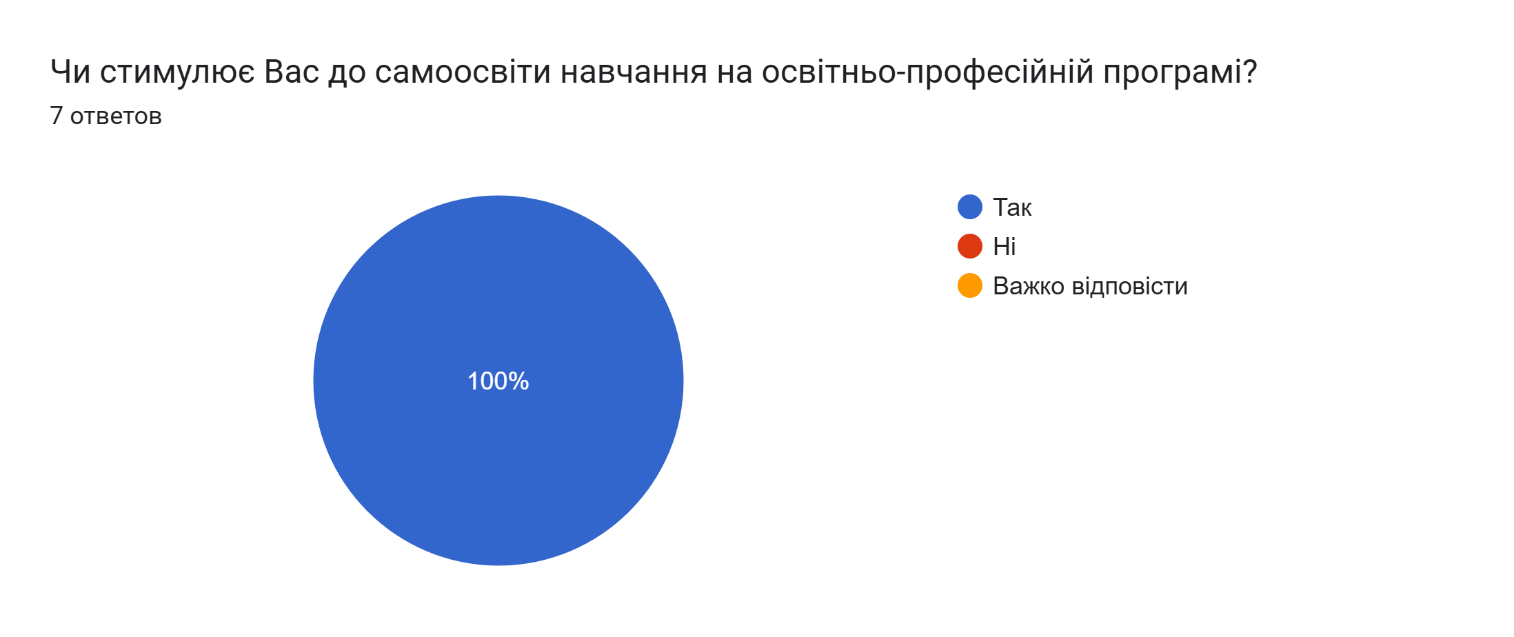 Чи стимулює Вас до самоосвіти навчання на освітньо-професійній програмі?
7 ответов
100%
Так
Ні
Важко відповісти